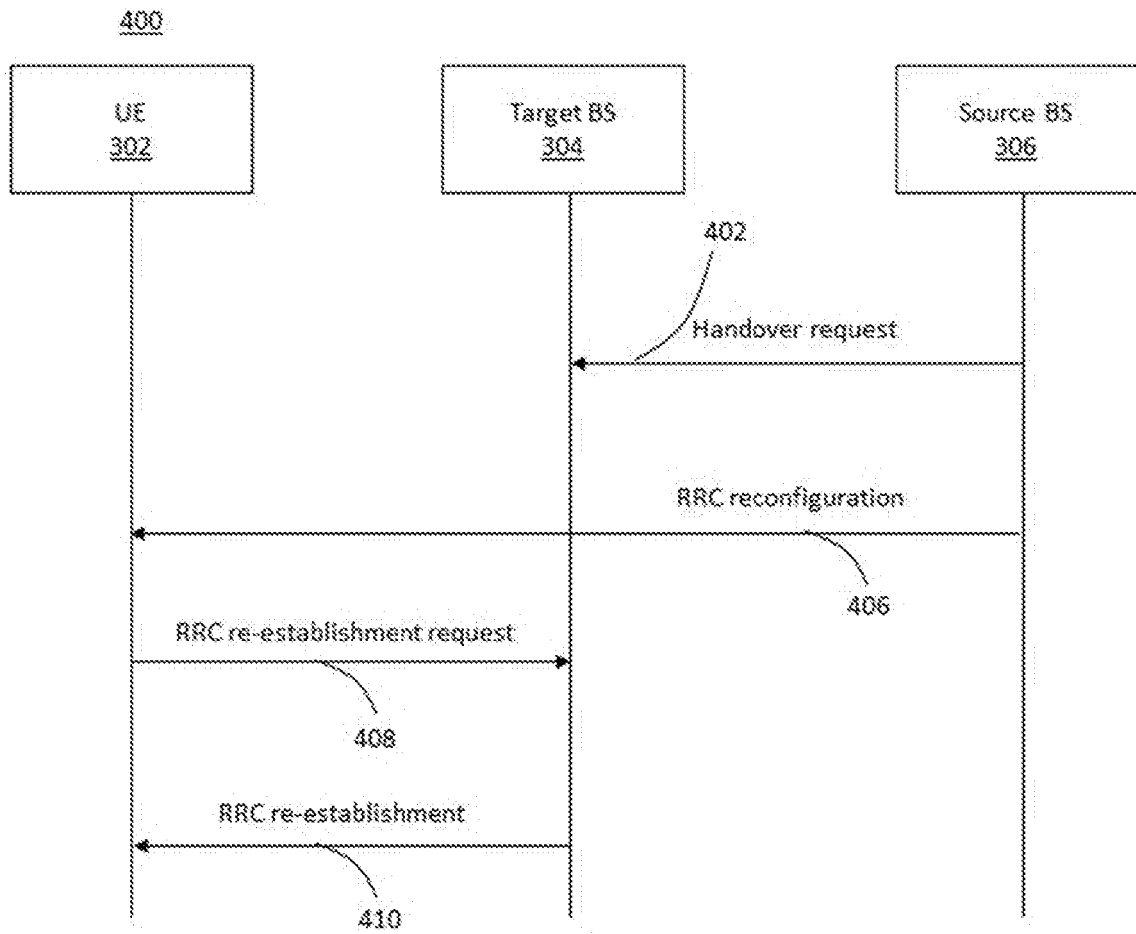 400
UE
302
Target BS
304
Source BS
306
402
Handover request
RRC reconfiguration
406
RRC re-establishment request
408
RRC re-establishment
410